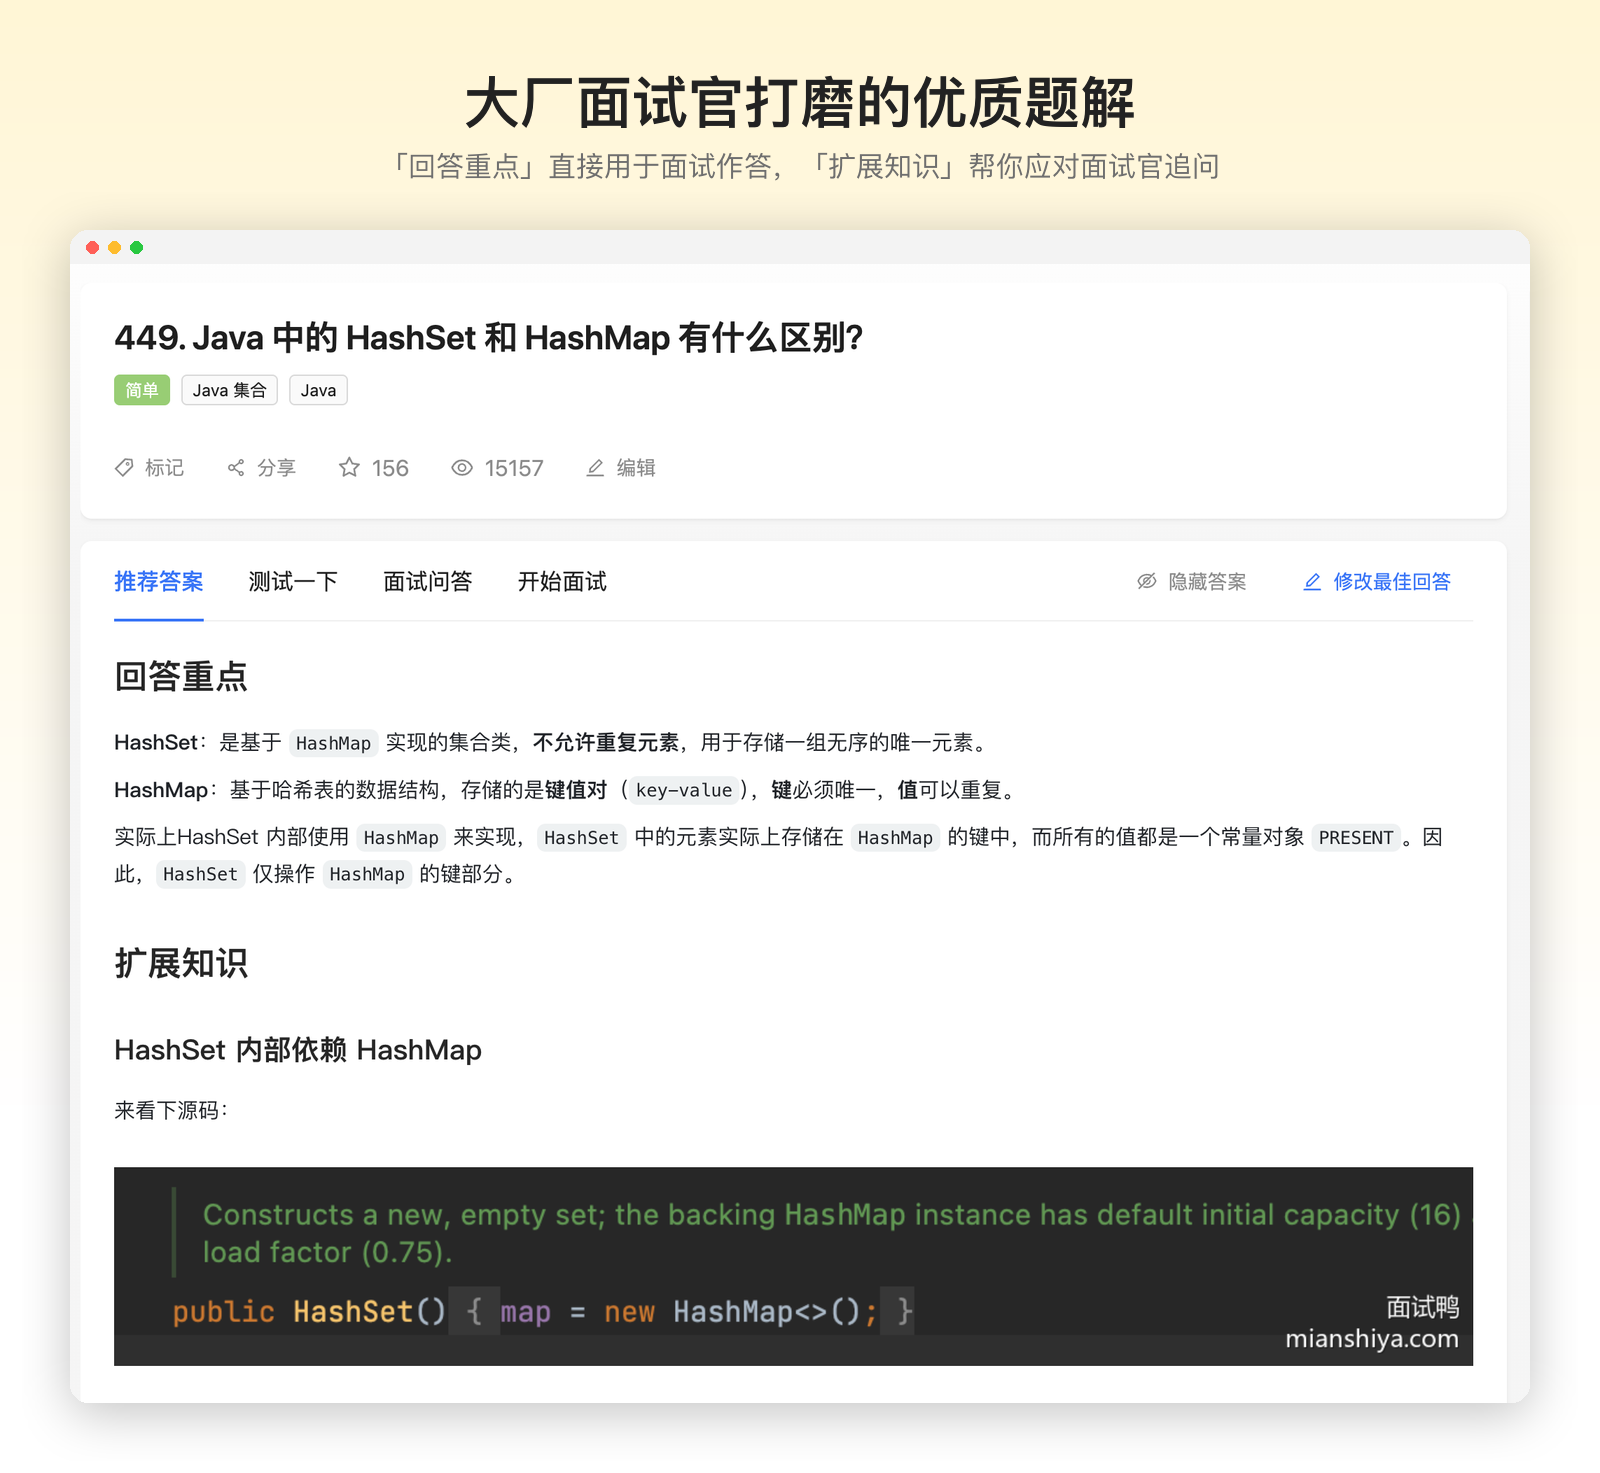 大厂面试官打磨的优质题解
「回答重点」直接用于面试作答，「扩展知识」帮你应对面试官追问
449. Java 中的 HashSet 和 HashMap 有什么区别?
简单 Java 集合 Java
标记 分享 156 15157 编辑
推荐答案 测试一下 面试问答 开始面试 隐藏答案 修改最佳回答
回答重点
HashSet：是基于 HashMap 实现的集合类，不允许重复元素，用于存储一组无序的唯一元素。
HashMap：基于哈希表的数据结构，存储的是键值对（key-value），键必须唯一，值可以重复。
实际上HashSet 内部使用 HashMap 来实现，HashSet 中的元素实际上存储在 HashMap 的键中，而所有的值都是一个常量对象 PRESENT。因
此，HashSet 仅操作 HashMap 的键部分。
扩展知识
HashSet 内部依赖 HashMap
来看下源码：
Constructs a new, empty set; the backing HashMap instance has default initial capacity (16)
load factor (0.75).
public HashSet() { map = new HashMap<>(); }
面试鸭
mianshiya.com